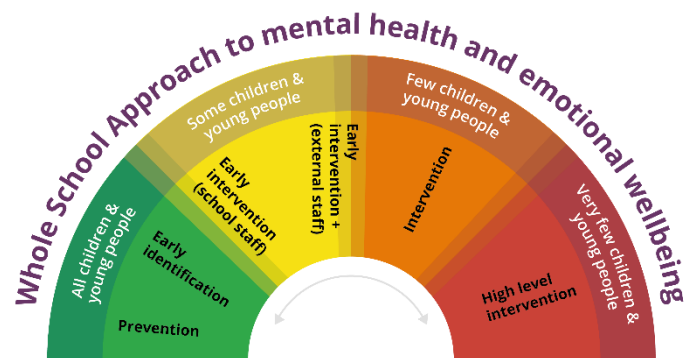 Whole School Approach to mental health and emotional wellbeing
All children &
young people
Some children &
young people
Few children &
young people
Very few children &
young people
Prevention
Early
identification
Early
intervention
(school staff)
Early
intervention +
(external staff)
Intervention
High level
intervention